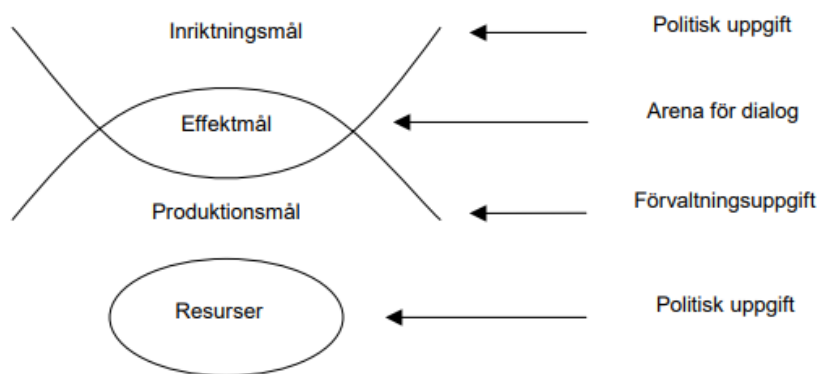 Inriktningsmål
Politisk uppgift
Effektmål
Arena för dialog
Produktionsmål
Förvaltningsuppgift
Resurser
Politisk uppgift